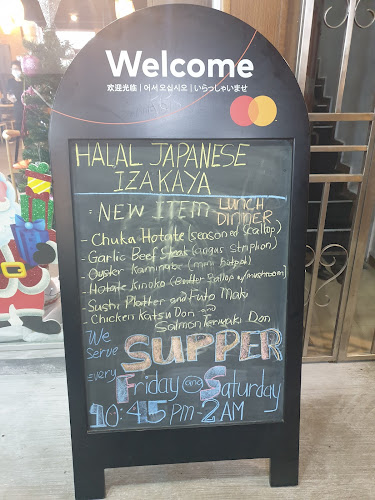 Welcome
欢迎光临 | 어서 오십시오 | いらっしゃいませ
HALAL JAPANESE
IZAKAYA
NEW ITEM LUNCH
DINNER
- Chuka Hotate (seasoned scallop)
- Garlic Beef Steak (angus striploin)
- Oyster Kaminabe (mini hotpot)
- Hotate Kinoko (Butter Scallop w/mushroom)
- Sushi Platter and Futo Maki
- Chicken Katsu Don and
Salmon Teriyaki Don
We
Serve SUPPER
every
Friday and Saturday
10:45 pm - 2 AM